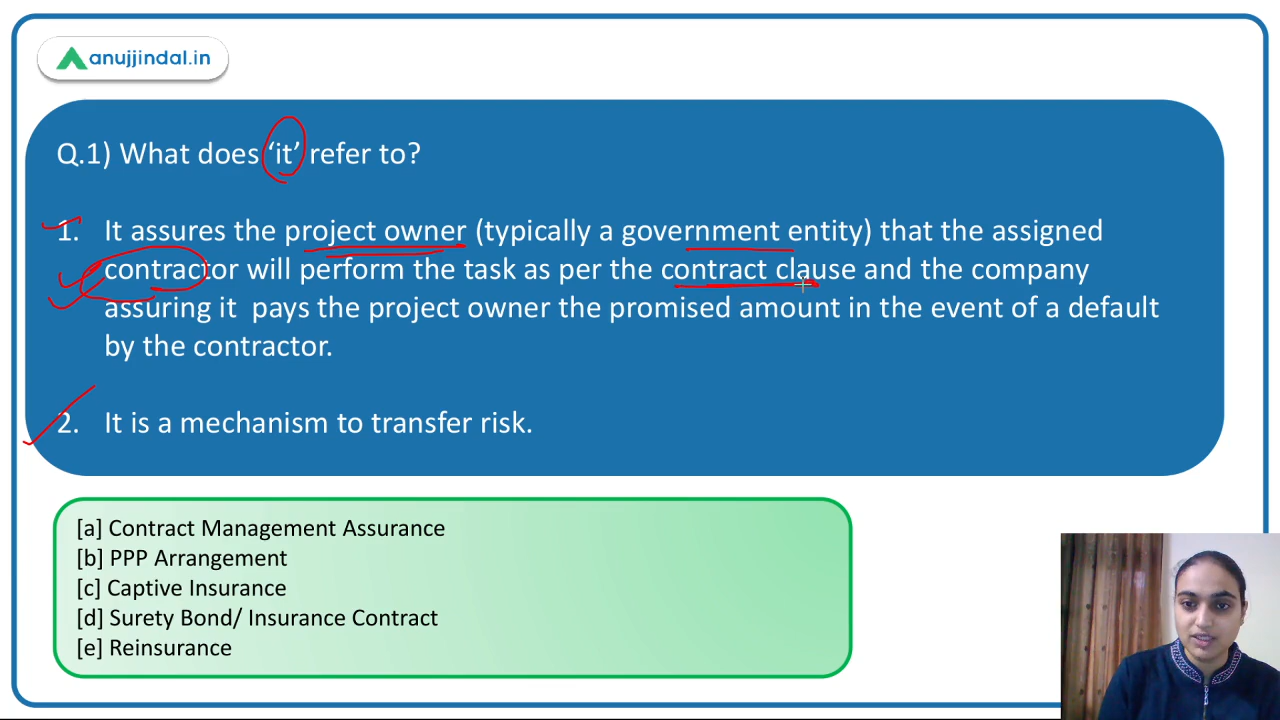 anujjindal.in
Q.1) What does ‘it’ refer to?
1. It assures the project owner (typically a government entity) that the assigned
contractor will perform the task as per the contract clause and the company
assuring it pays the project owner the promised amount in the event of a default
by the contractor.
2. It is a mechanism to transfer risk.
[a] Contract Management Assurance
[b] PPP Arrangement
[c] Captive Insurance
[d] Surety Bond/ Insurance Contract
[e] Reinsurance